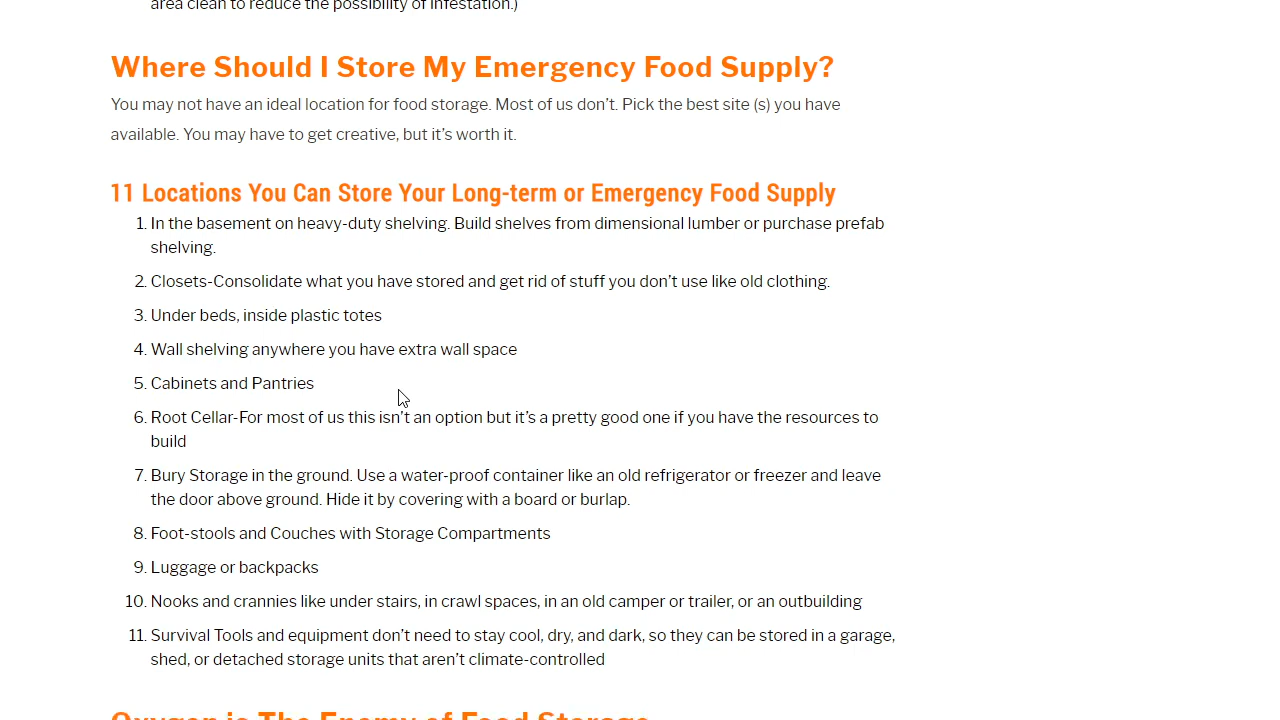 area clean to reduce the possibility of infestation.)
Where Should I Store My Emergency Food Supply?
You may not have an ideal location for food storage. Most of us don’t. Pick the best site (s) you have
available. You may have to get creative, but it’s worth it.
11 Locations You Can Store Your Long-term or Emergency Food Supply
1. In the basement on heavy-duty shelving. Build shelves from dimensional lumber or purchase prefab
shelving.
2. Closets-Consolidate what you have stored and get rid of stuff you don’t use like old clothing.
3. Under beds, inside plastic totes
4. Wall shelving anywhere you have extra wall space
5. Cabinets and Pantries
6. Root Cellar-For most of us this isn’t an option but it’s a pretty good one if you have the resources to
build
7. Bury Storage in the ground. Use a water-proof container like an old refrigerator or freezer and leave
the door above ground. Hide it by covering with a board or burlap.
8. Foot-stools and Couches with Storage Compartments
9. Luggage or backpacks
10. Nooks and crannies like under stairs, in crawl spaces, in an old camper or trailer, or an outbuilding
11. Survival Tools and equipment don’t need to stay cool, dry, and dark, so they can be stored in a garage,
shed, or detached storage units that aren’t climate-controlled
Oxygen is The Enemy of Food Storage